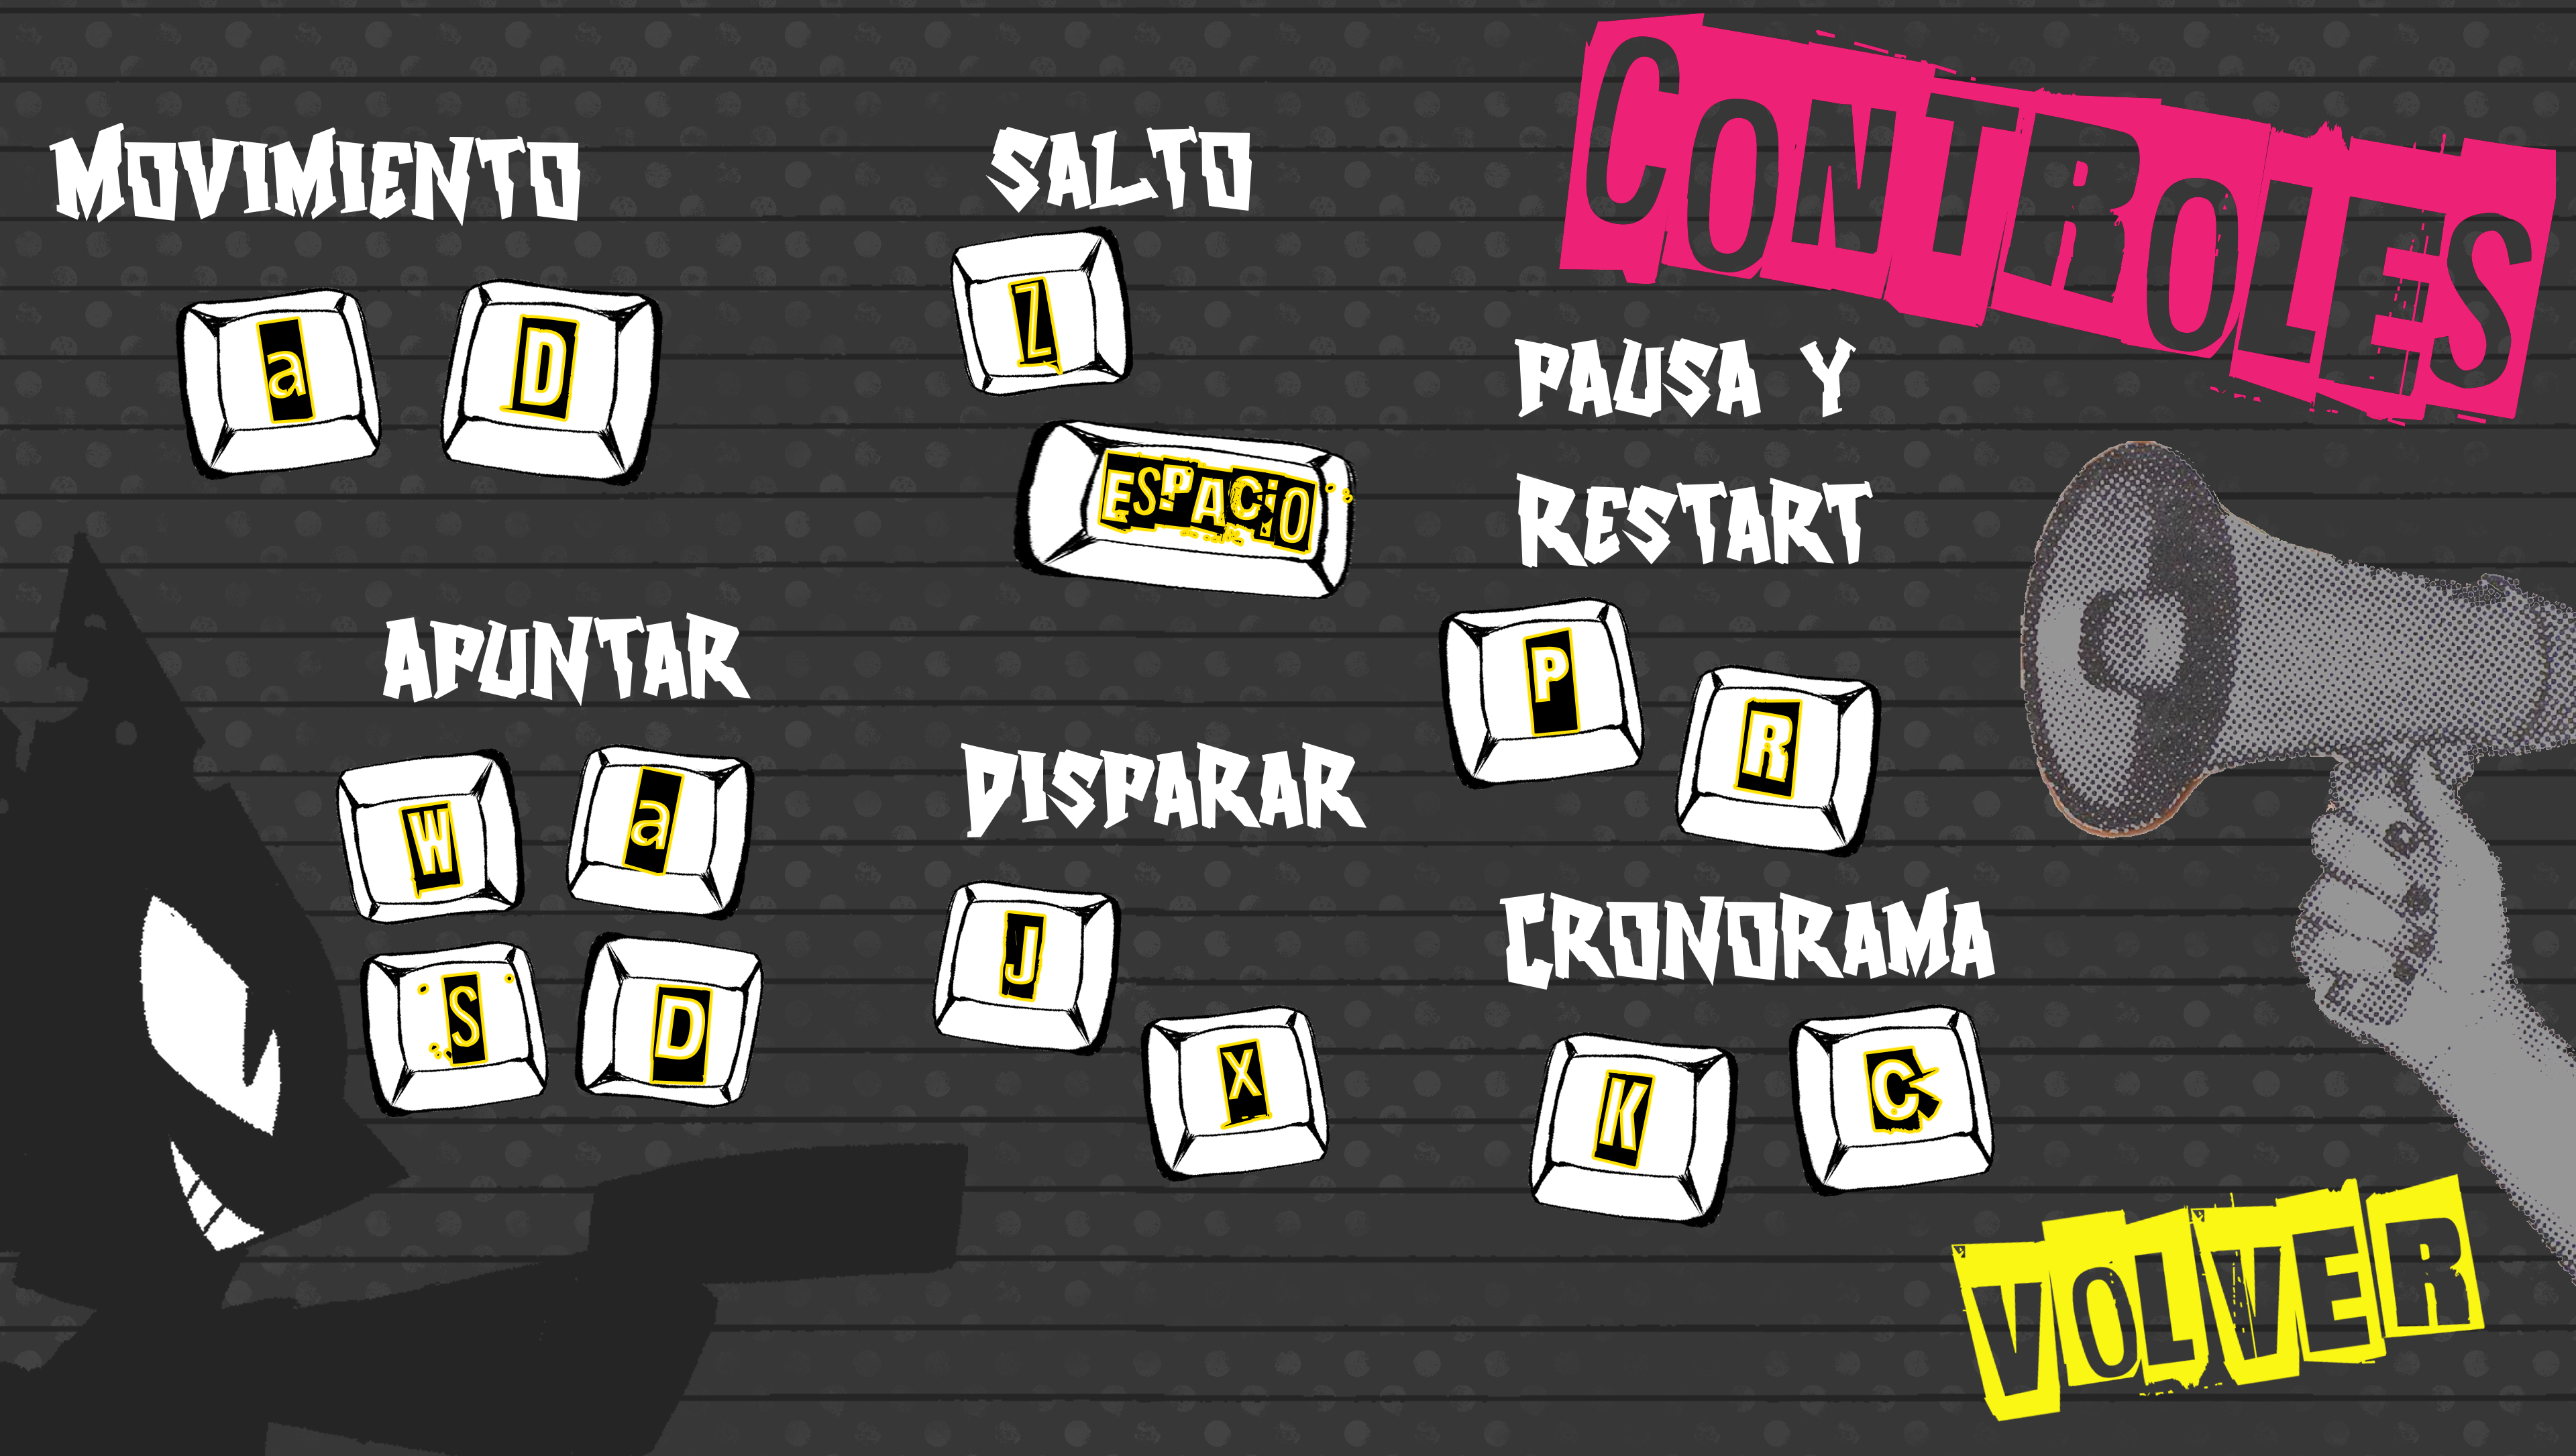 CONTROLES
MOVIMIENTO
a D
SALTO
Z
ESPACIO
PAUSA Y
RESTART
P R
APUNTAR
W a
S D
DISPARAR
J X
CRONORAMA
K C
VOLVER